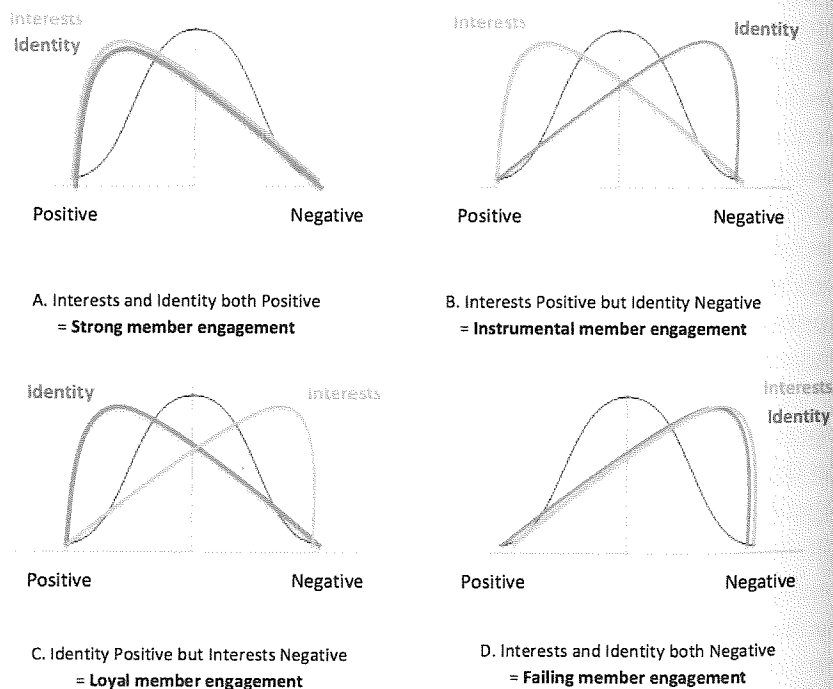 Interests
Identity
Positive
Negative
A. Interests and Identity both Positive
= Strong member engagement
Interests
Identity
Positive
Negative
B. Interests Positive but Identity Negative
= Instrumental member engagement
Identity
Interests
Positive
Negative
C. Identity Positive but Interests Negative
= Loyal member engagement
Interests
Identity
Positive
Negative
D. Interests and Identity both Negative
= Failing member engagement